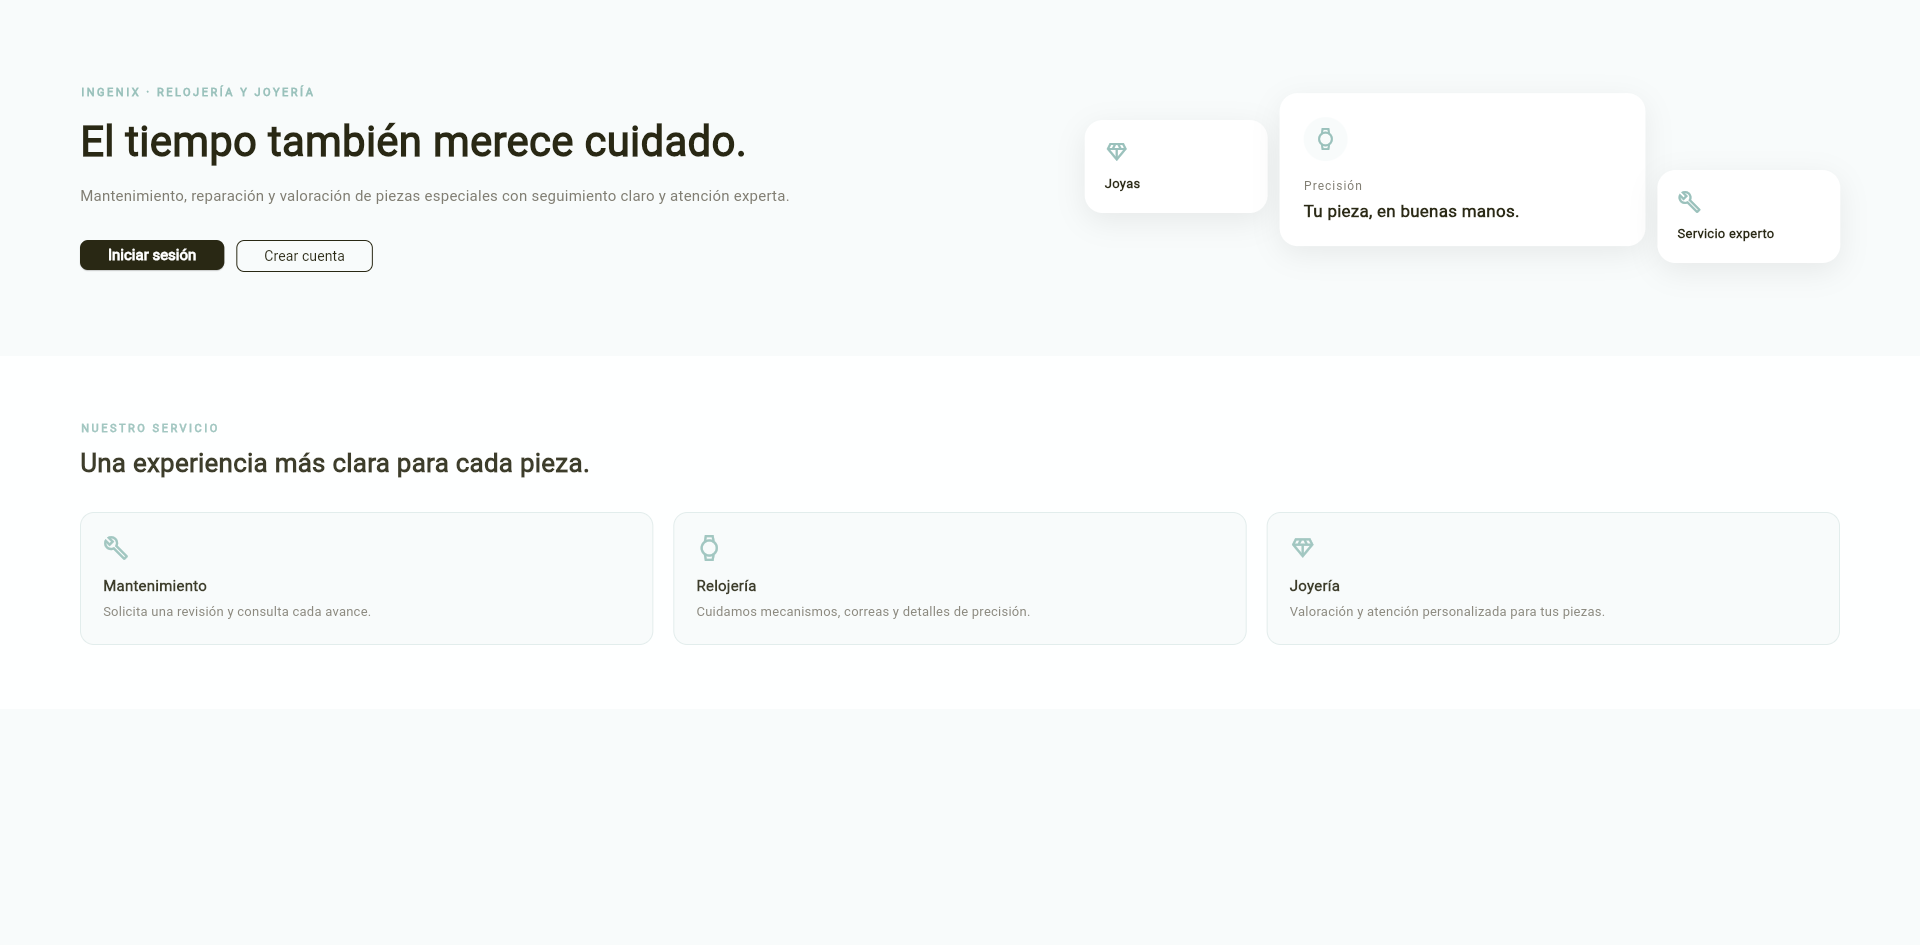 INGENIX · RELOJERÍA Y JOYERÍA
El tiempo también merece cuidado.
Mantenimiento, reparación y valoración de piezas especiales con seguimiento claro y atención experta.
Iniciar sesión
Crear cuenta
Joyas
Precisión
Tu pieza, en buenas manos.
Servicio experto
NUESTRO SERVICIO
Una experiencia más clara para cada pieza.
Mantenimiento
Solicita una revisión y consulta cada avance.
Relojería
Cuidamos mecanismos, correas y detalles de precisión.
Joyería
Valoración y atención personalizada para tus piezas.